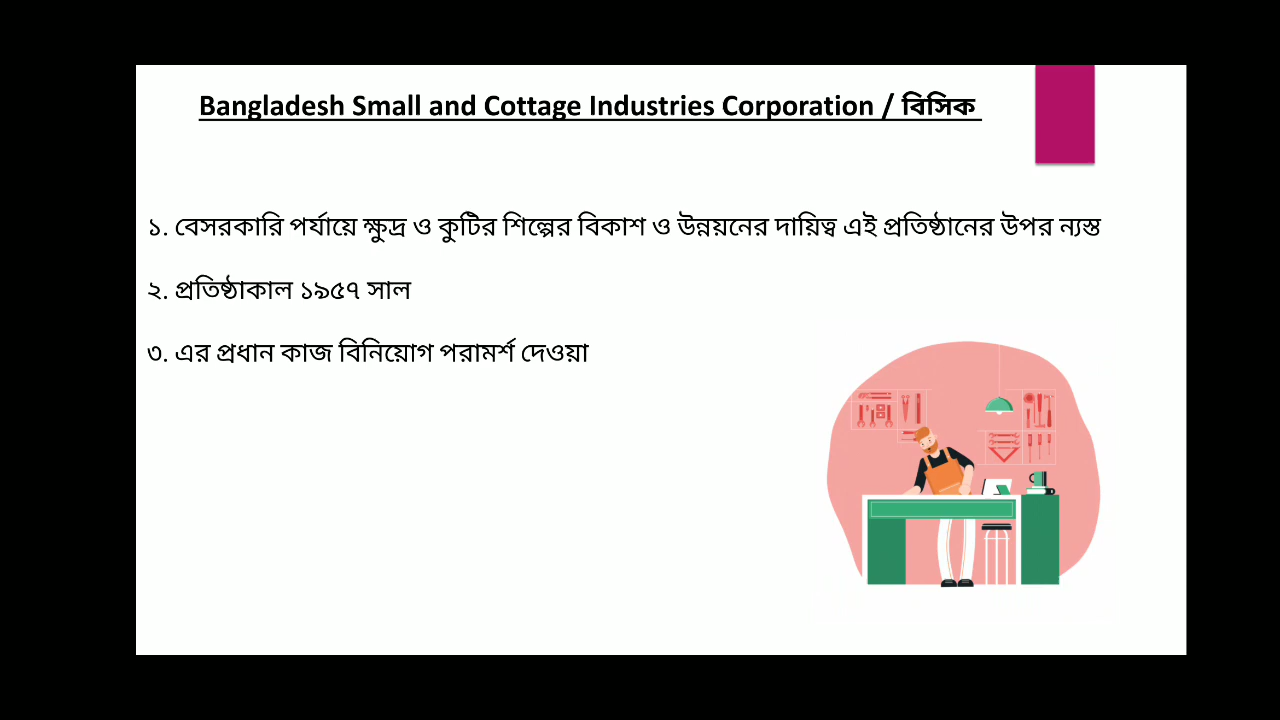 Bangladesh Small and Cottage Industries Corporation / বিসিক
১. বেসরকারি পর্যায়ে ক্ষুদ্র ও কুটির শিল্পের বিকাশ ও উন্নয়নের দায়িত্ব এই প্রতিষ্ঠানের উপর ন্যস্ত
২. প্রতিষ্ঠাকাল ১৯৫৭ সাল
৩. এর প্রধান কাজ বিনিয়োগ পরামর্শ দেওয়া